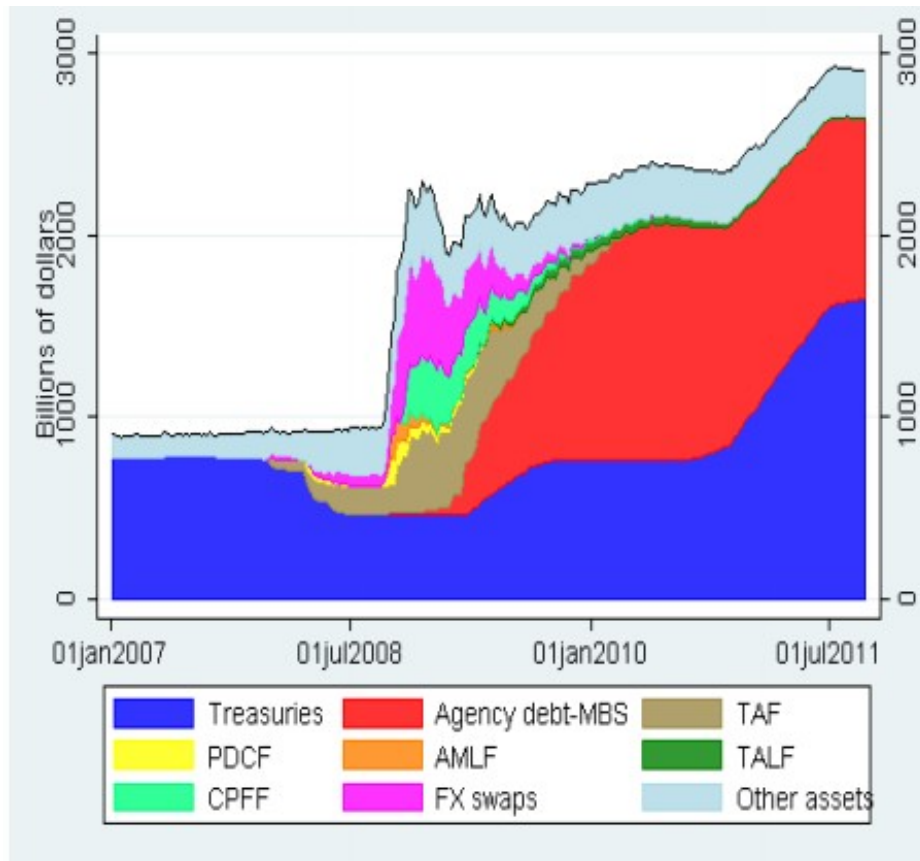 Billions of dollars
3000
2000
1000
0
3000
2000
1000
0
01jan2007 01jul2008 01jan2010 01jul2011
Treasuries Agency debt-MBS TAF
PDCF AMLF TALF
CPFF FX swaps Other assets